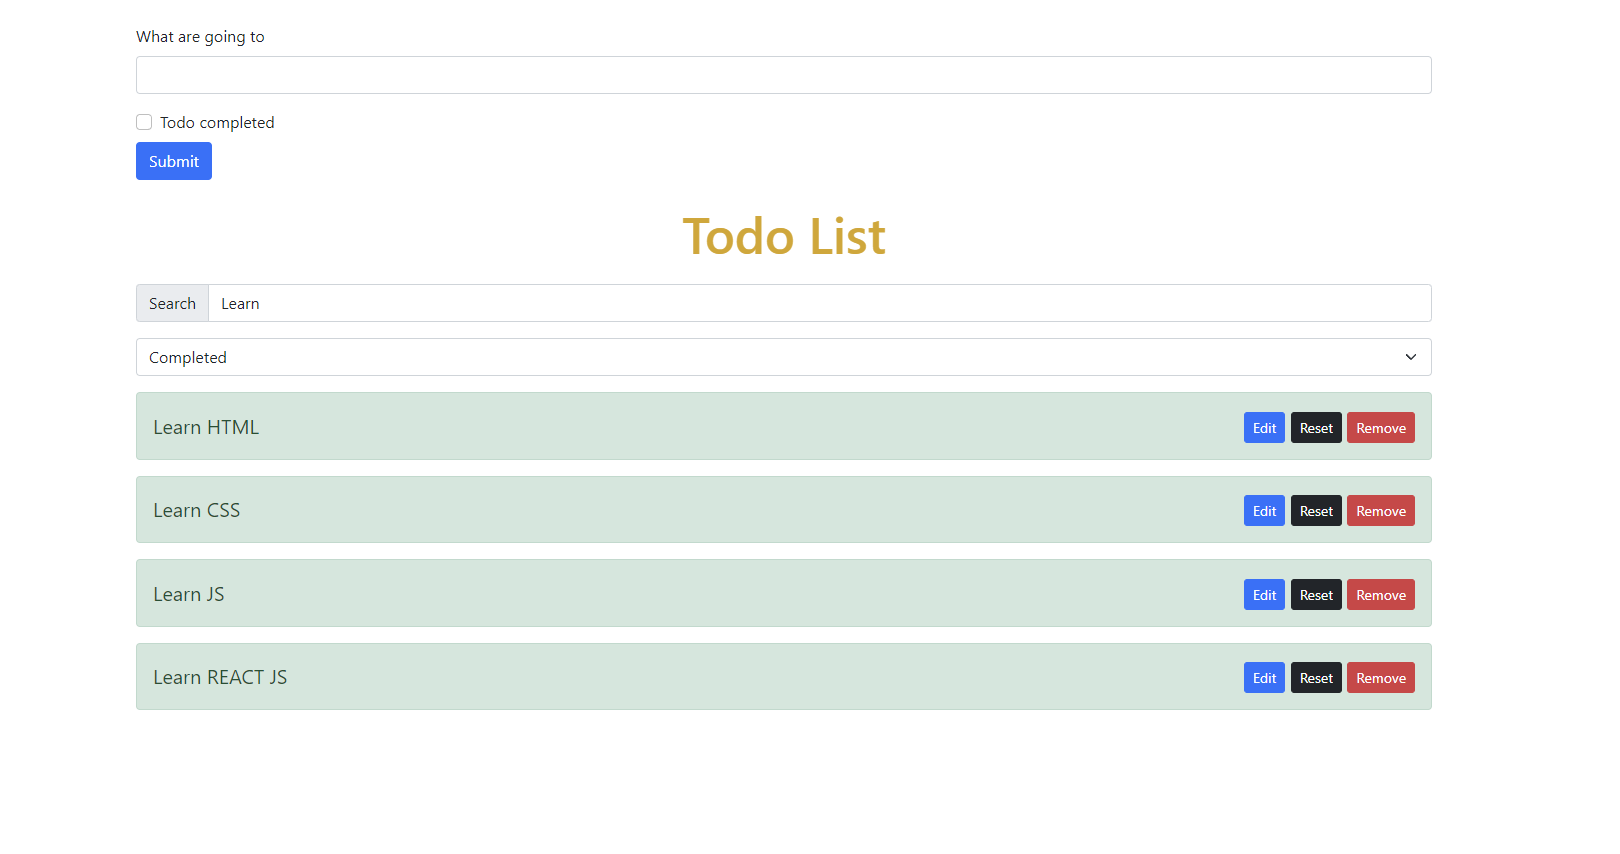 What are going to
Todo completed
Submit
Todo List
Search Learn
Completed
Learn HTML Edit Reset Remove
Learn CSS Edit Reset Remove
Learn JS Edit Reset Remove
Learn REACT JS Edit Reset Remove